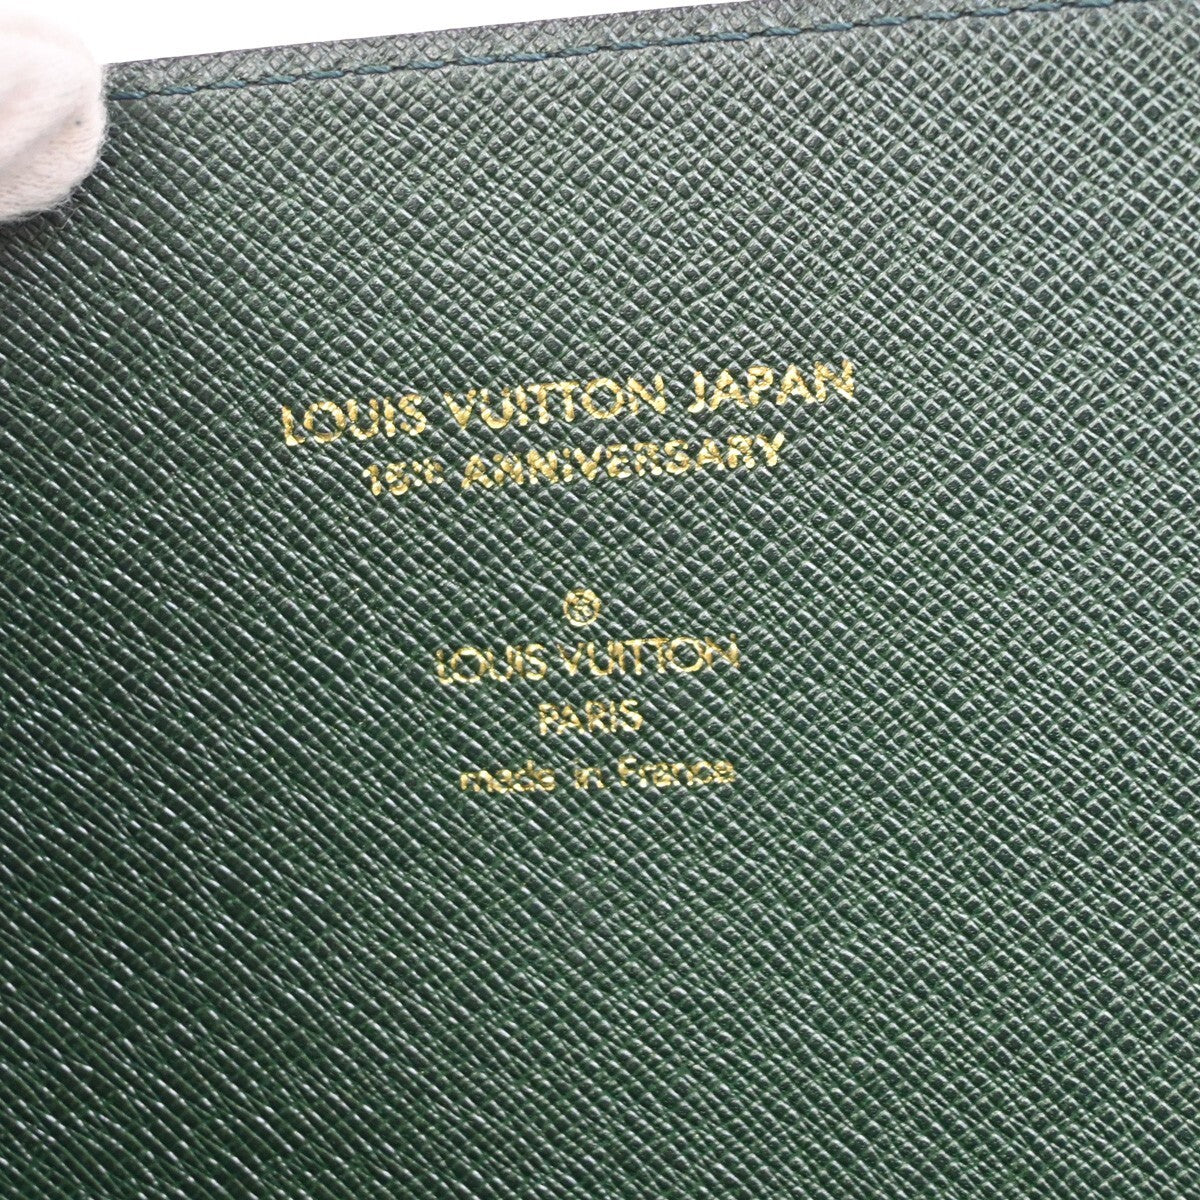 LOUIS VUITTON JAPAN
15TH ANNIVERSARY
LOUIS VUITTON
PARIS
made in France